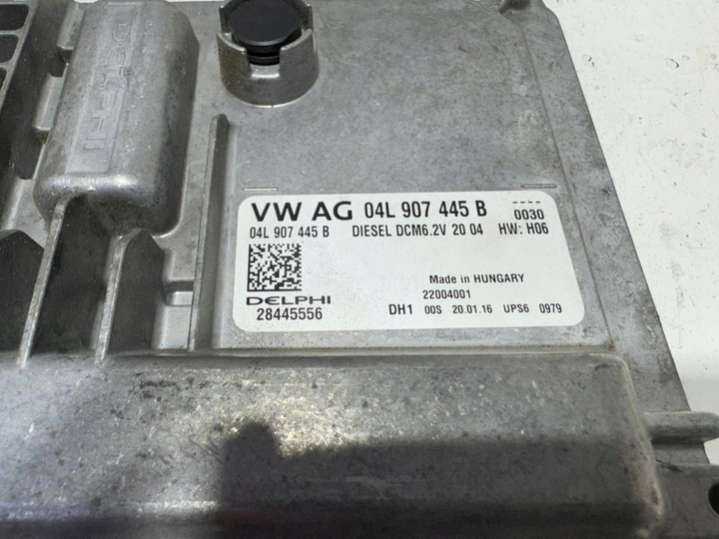 DELPHI
VW AG 04L 907 445 B ----
0030
04L 907 445 B DIESEL DCM6.2V 20 04 HW: H06
Made in HUNGARY
22004001
DELPHI
28445556 DH1 00S 20.01.16 UPS6 0979